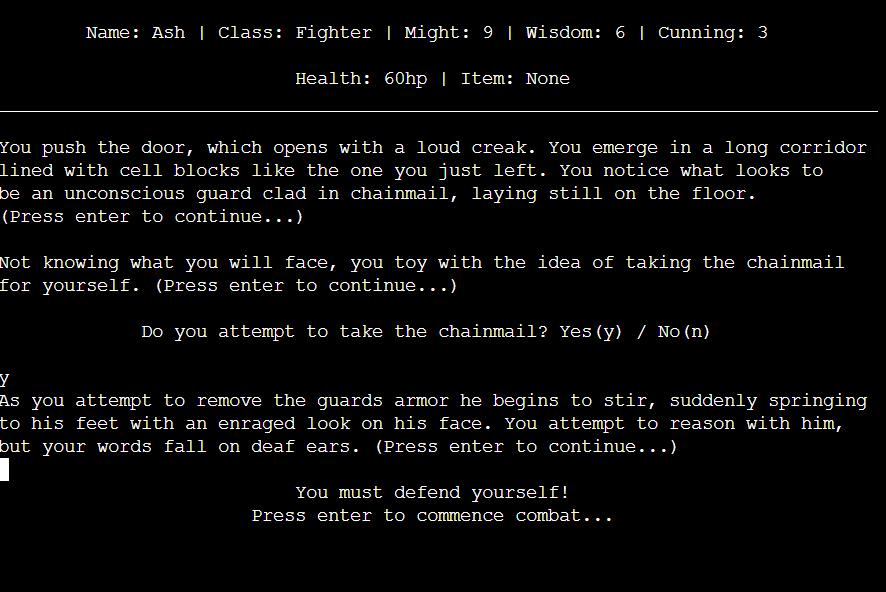 Name: Ash | Class: Fighter | Might: 9 | Wisdom: 6 | Cunning: 3
Health: 60hp | Item: None
You push the door, which opens with a loud creak. You emerge in a long corridor
lined with cell blocks like the one you just left. You notice what looks to
be an unconscious guard clad in chainmail, laying still on the floor.
(Press enter to continue...)
Not knowing what you will face, you toy with the idea of taking the chainmail
for yourself. (Press enter to continue...)
Do you attempt to take the chainmail? Yes(y) / No(n)
y
As you attempt to remove the guards armor he begins to stir, suddenly springing
to his feet with an enraged look on his face. You attempt to reason with him,
but your words fall on deaf ears. (Press enter to continue...)
You must defend yourself!
Press enter to commence combat...